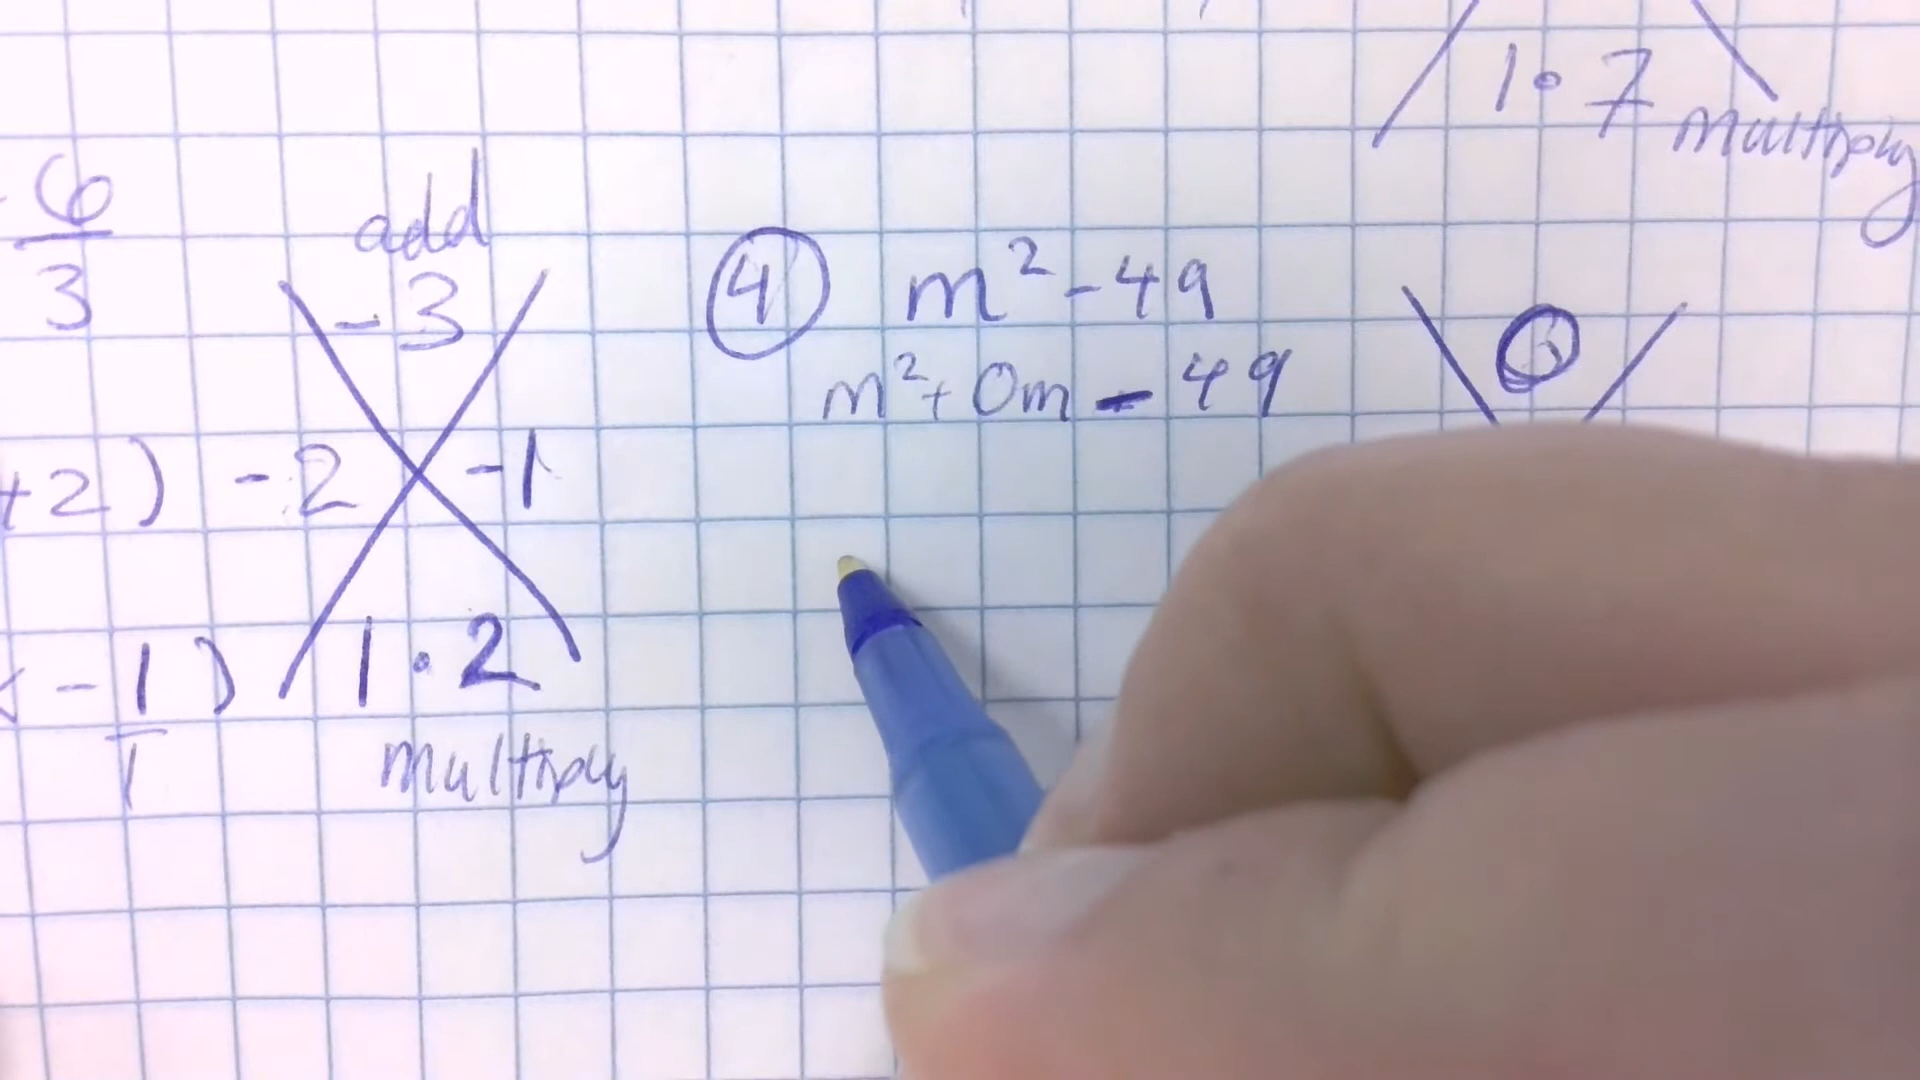 1 · 7
multiply
6
3
add
-3
④ m² - 49
m² + 0m - 49
0
+2) -2 -1
-1)
1
1 · 2
multiply